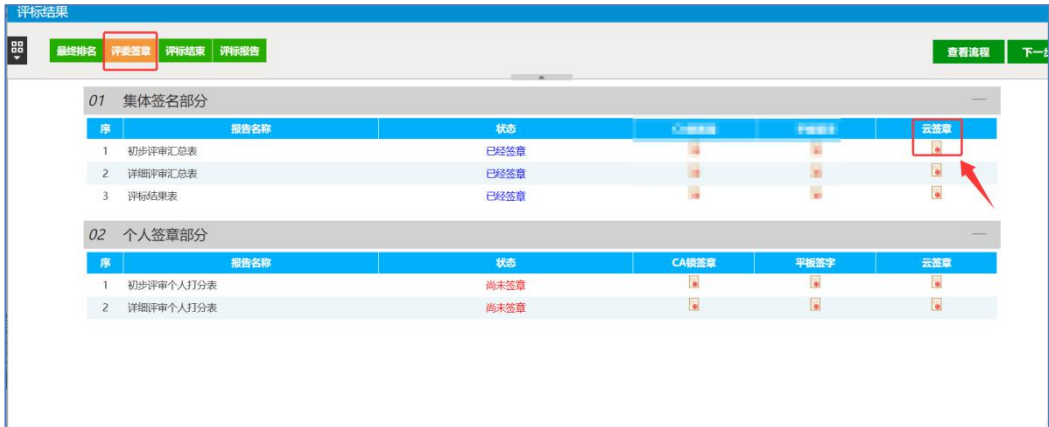 评标结果
最终排名 评委签章 评标结束 评标报告 查看流程 下一步
01 集体签名部分
序 报告名称 状态 云签章
1 初步评审汇总表 已经签章
2 详细评审汇总表 已经签章
3 评标结果表 已经签章
02 个人签章部分
序 报告名称 状态 CA锁签章 平板签字 云签章
1 初步评审个人打分表 尚未签章
2 详细评审个人打分表 尚未签章